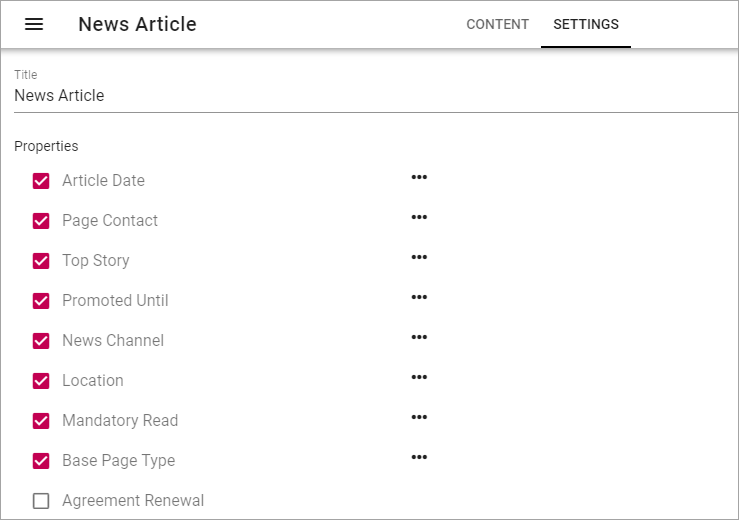 News Article
CONTENT
SETTINGS
Title
News Article
Properties
Article Date
Page Contact
Top Story
Promoted Until
News Channel
Location
Mandatory Read
Base Page Type
Agreement Renewal